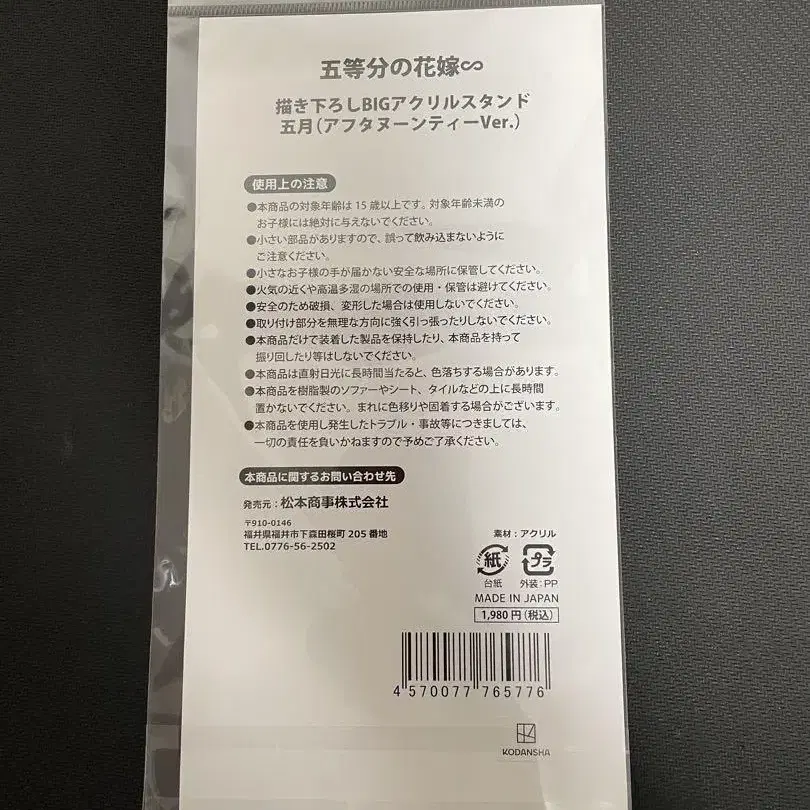 五等分の花嫁∽
描き下ろしBIGアクリルスタンド
五月(アフタヌーンティーVer.)
使用上の注意
●本商品の対象年齢は15歳以上です。対象年齢未満の
お子様には絶対に与えないでください。
●小さい部品がありますので、誤って飲み込まないように
ご注意ください。
●小さなお子様の手が届かない安全な場所に保管してください。
●火気の近くや高温多湿の場所での使用・保管は避けてください。
●安全のため破損、変形した場合は使用しないでください。
●取り付け部分を無理な方向に強く引っ張ったりしないでください。
●本商品だけで装着した製品を保持したり、本商品を持って
振り回したり等はしないでください。
●本商品は直射日光に長時間当たると、色落ちする場合があります。
●本商品を樹脂製のソファーやシート、タイルなどの上に長時間
置かないでください。まれに色移りや固着する場合がございます。
●本商品を使用し発生したトラブル・事故等につきましては、
一切の責任を負いかねますので予めご了承ください。
本商品に関するお問い合わせ先
発売元:松本商事株式会社
〒910-0146
福井県福井市下森田桜町205番地
TEL.0776-56-2502
素材:アクリル
紙 プラ
台紙 外装:PP
MADE IN JAPAN
1,980円(税込)
4 570077 765776
KODANSHA